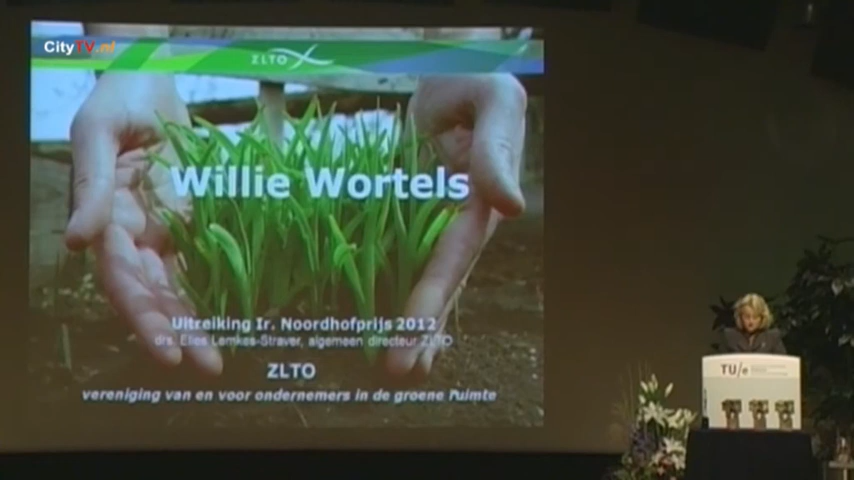 CityTV.nl
ZLTO
Willie Wortels
Uitreiking Ir. Noordhofprijs 2012
drs. Elies Lemkes-Straver, algemeen directeur ZLTO
ZLTO
vereniging van en voor ondernemers in de groene ruimte
TU/e